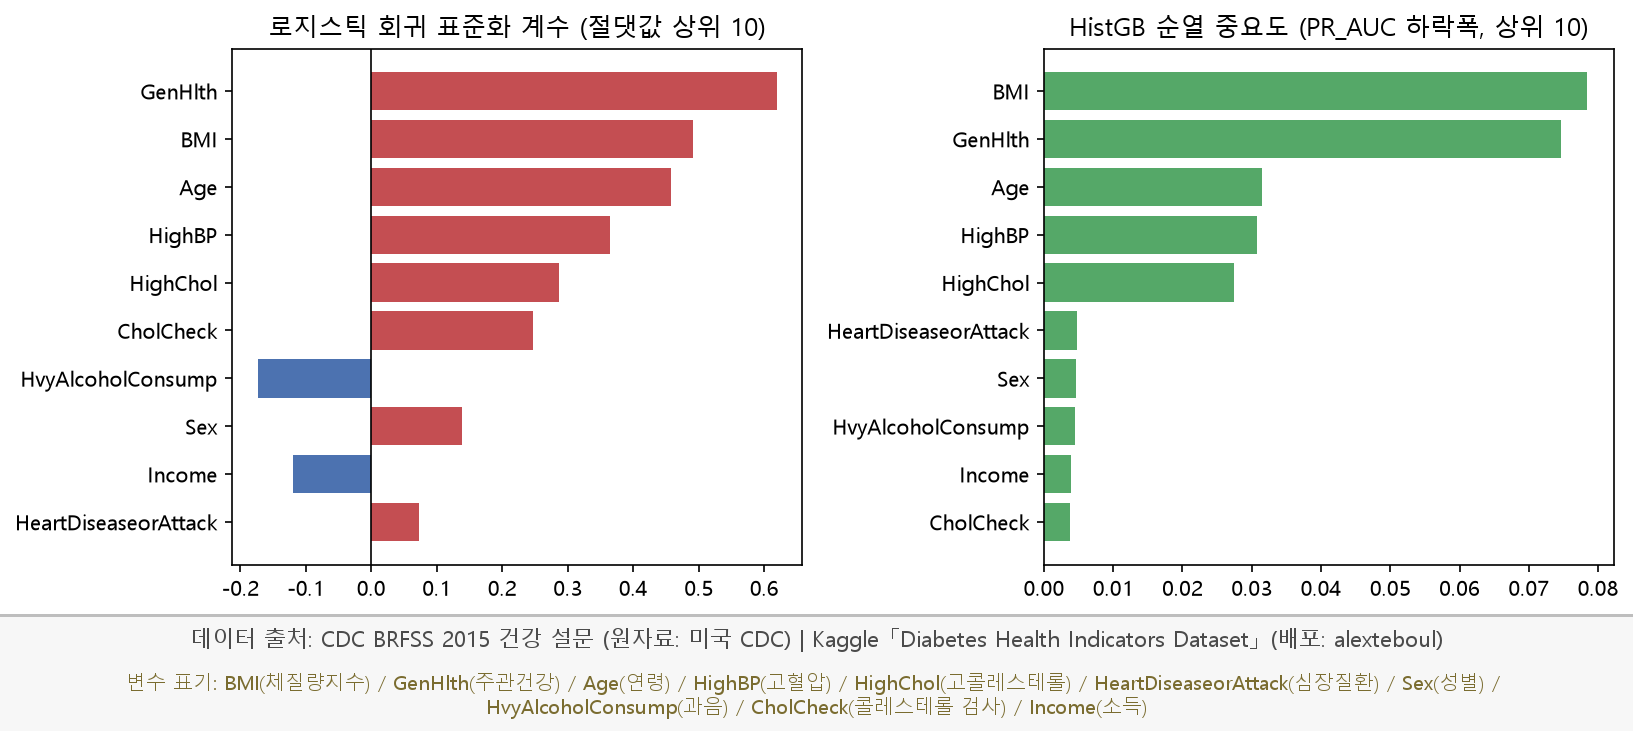 로지스틱 회귀 표준화 계수 (절댓값 상위 10)
GenHlth
BMI
Age
HighBP
HighChol
CholCheck
HvyAlcoholConsump
Sex
Income
HeartDiseaseorAttack
-0.2 -0.1 0.0 0.1 0.2 0.3 0.4 0.5 0.6
HistGB 순열 중요도 (PR_AUC 하락폭, 상위 10)
BMI
GenHlth
Age
HighBP
HighChol
HeartDiseaseorAttack
Sex
HvyAlcoholConsump
Income
CholCheck
0.00 0.01 0.02 0.03 0.04 0.05 0.06 0.07 0.08
데이터 출처: CDC BRFSS 2015 건강 설문 (원자료: 미국 CDC) | Kaggle「Diabetes Health Indicators Dataset」(배포: alexteboul)
변수 표기: BMI(체질량지수) / GenHlth(주관건강) / Age(연령) / HighBP(고혈압) / HighChol(고콜레스테롤) / HeartDiseaseorAttack(심장질환) / Sex(성별) /
HvyAlcoholConsump(과음) / CholCheck(콜레스테롤 검사) / Income(소득)